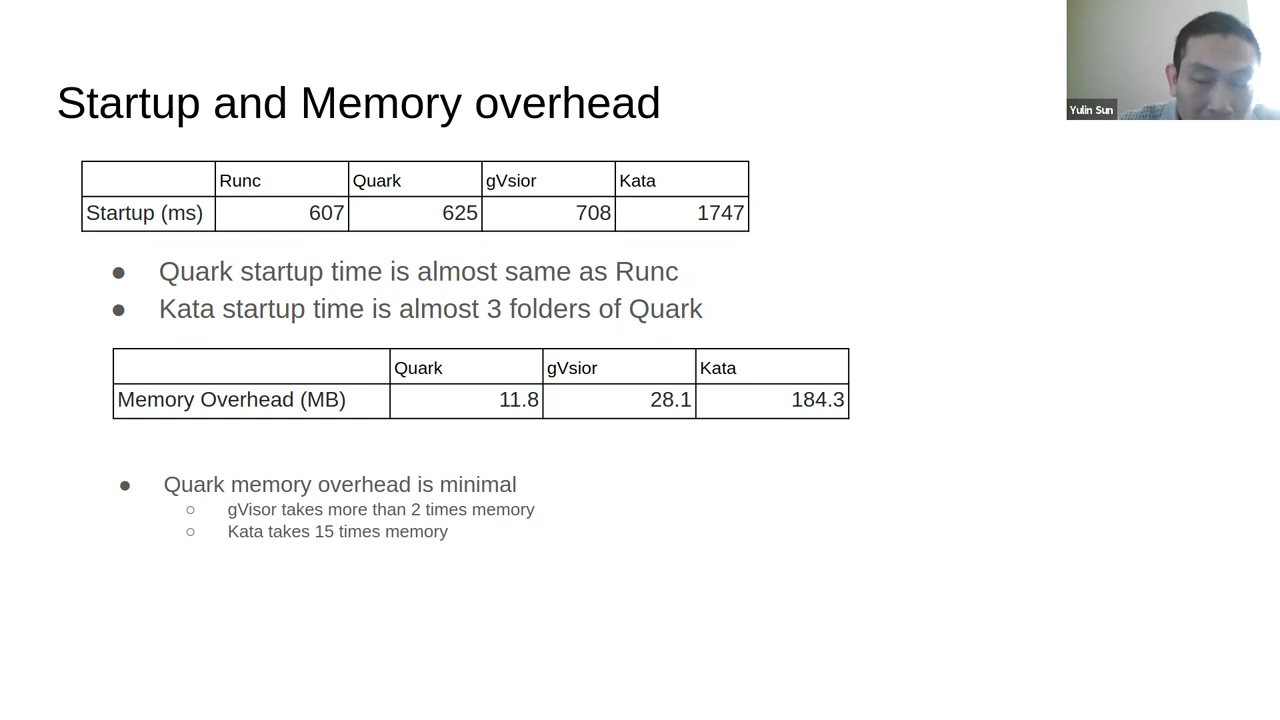 Yulin Sun
Startup and Memory overhead
Runc Quark gVsior Kata
Startup (ms) 607 625 708 1747
● Quark startup time is almost same as Runc
● Kata startup time is almost 3 folders of Quark
Quark gVsior Kata
Memory Overhead (MB) 11.8 28.1 184.3
● Quark memory overhead is minimal
○ gVisor takes more than 2 times memory
○ Kata takes 15 times memory